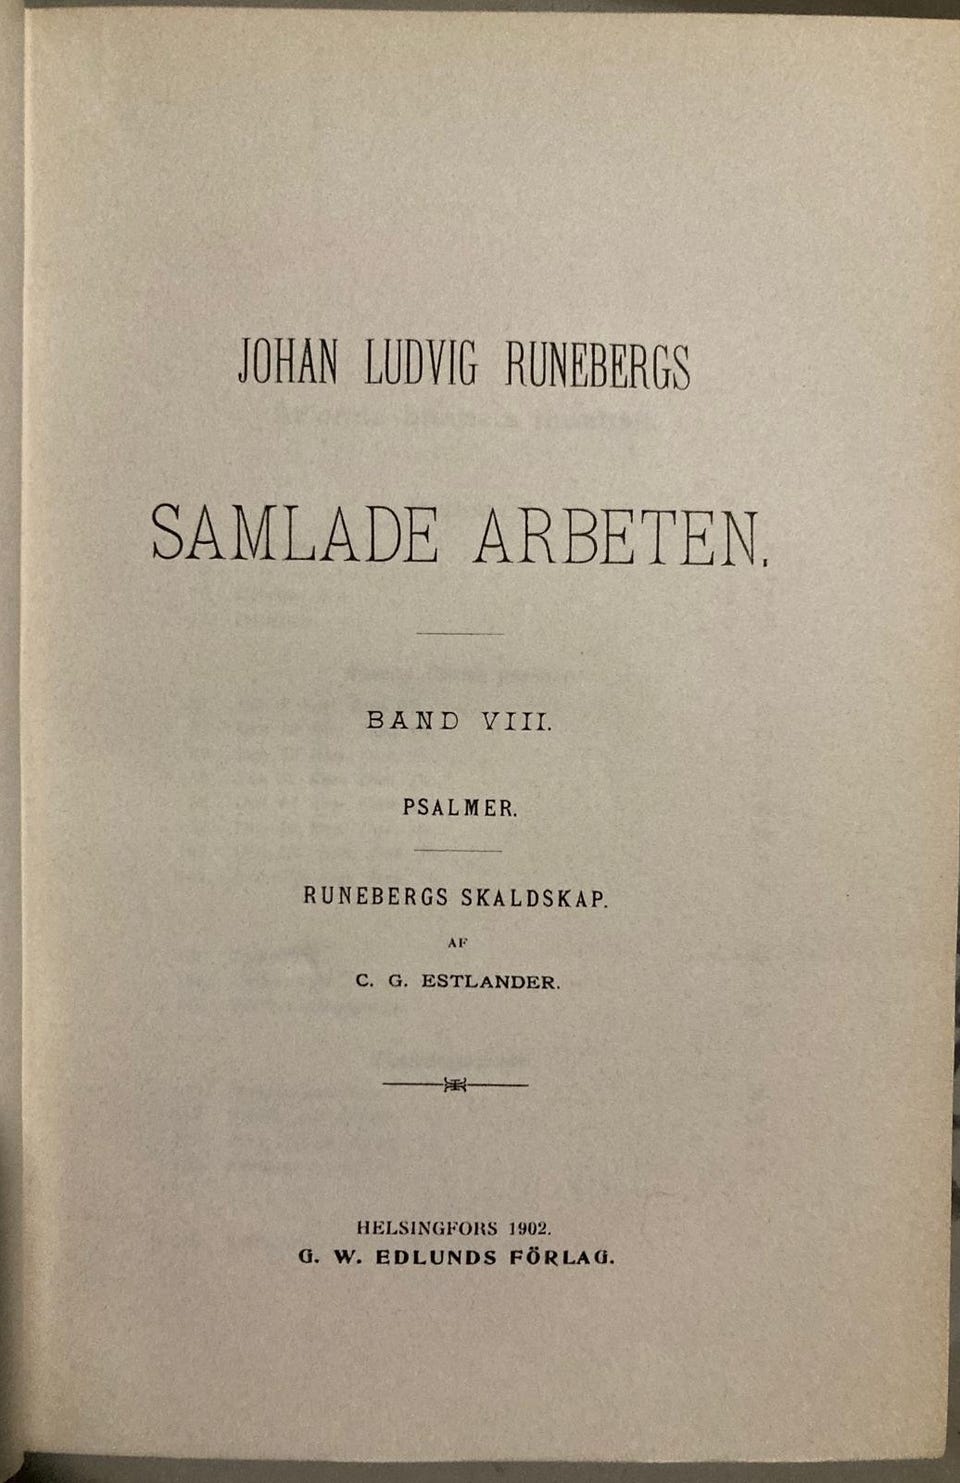 JOHAN LUDVIG RUNEBERGS
SAMLADE ARBETEN.
BAND VIII.
PSALMER.
RUNEBERGS SKALDSKAP.
AF
C. G. ESTLANDER.
HELSINGFORS 1902.
G. W. EDLUNDS FÖRLAG.